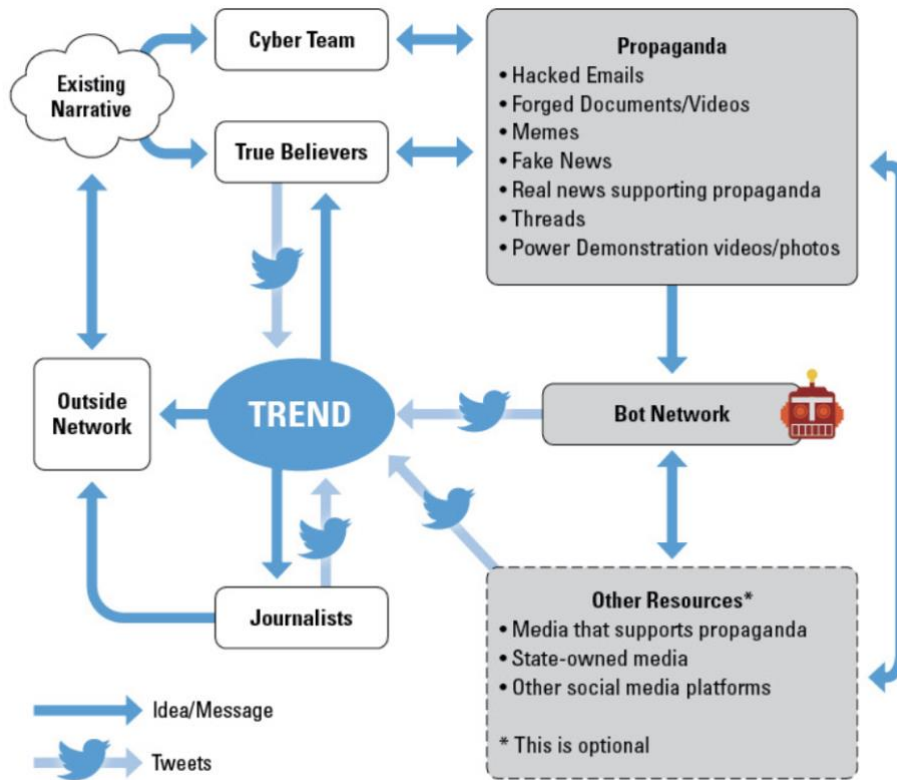 Existing
Narrative
Cyber Team
True Believers
Propaganda
• Hacked Emails
• Forged Documents/Videos
• Memes
• Fake News
• Real news supporting propaganda
• Threads
• Power Demonstration videos/photos
Outside
Network
TREND
Bot Network
Journalists
Other Resources*
• Media that supports propaganda
• State-owned media
• Other social media platforms
* This is optional
Idea/Message
Tweets